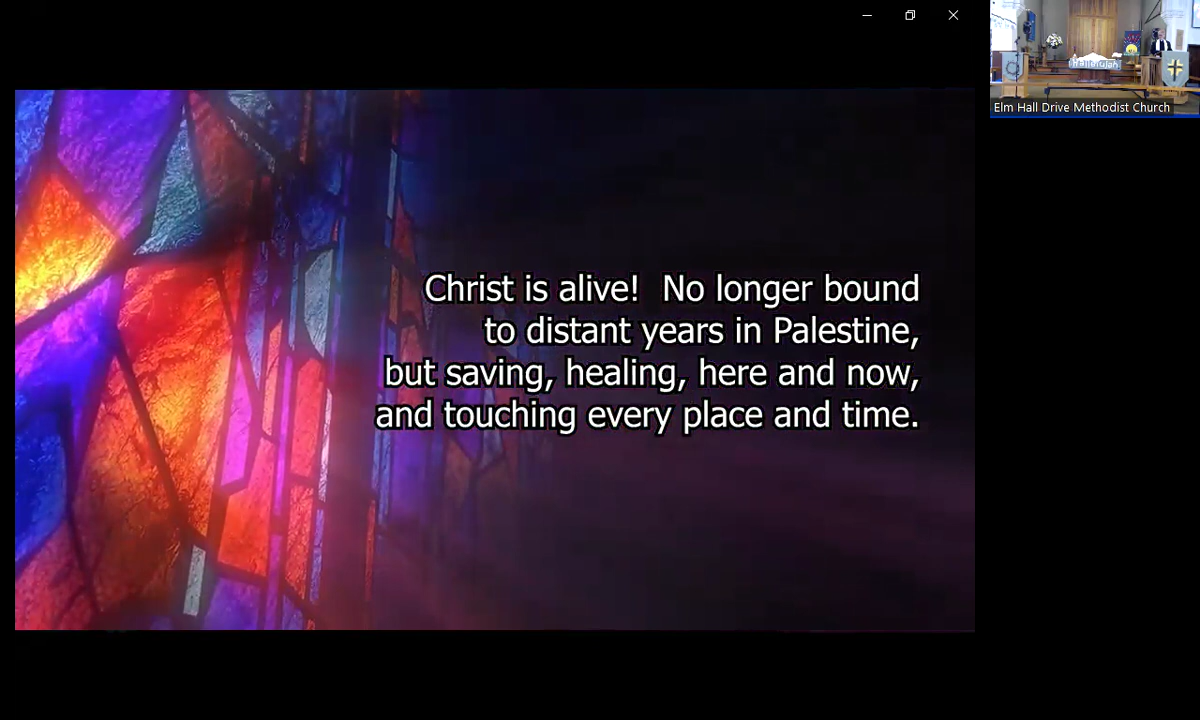 Christ is alive!  No longer bound
to distant years in Palestine,
but saving, healing, here and now,
and touching every place and time.
Elm Hall Drive Methodist Church